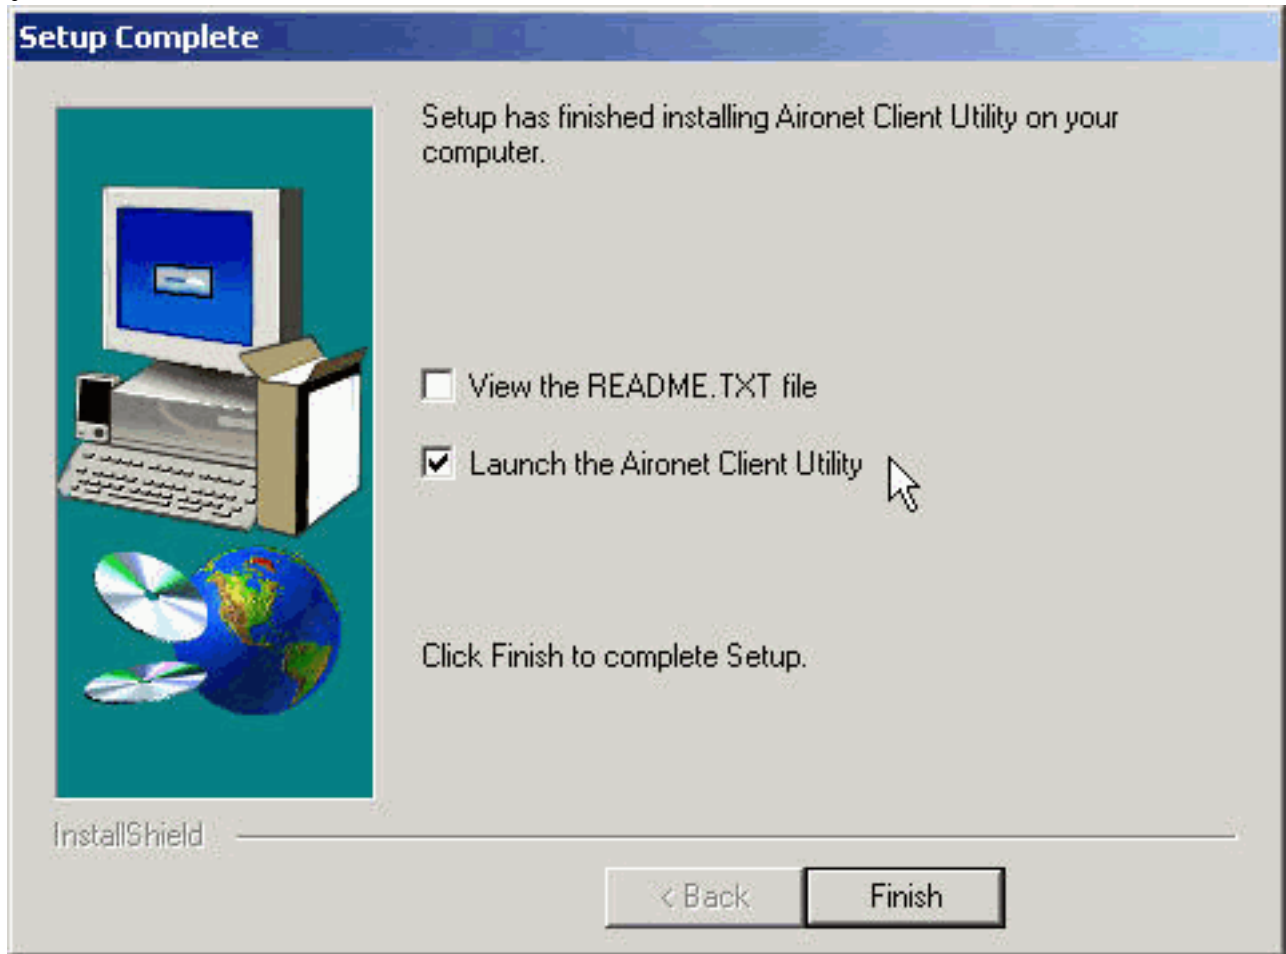 Setup Complete
Setup has finished installing Aironet Client Utility on your
computer.
View the README.TXT file
Launch the Aironet Client Utility
Click Finish to complete Setup.
InstallShield
< Back
Finish